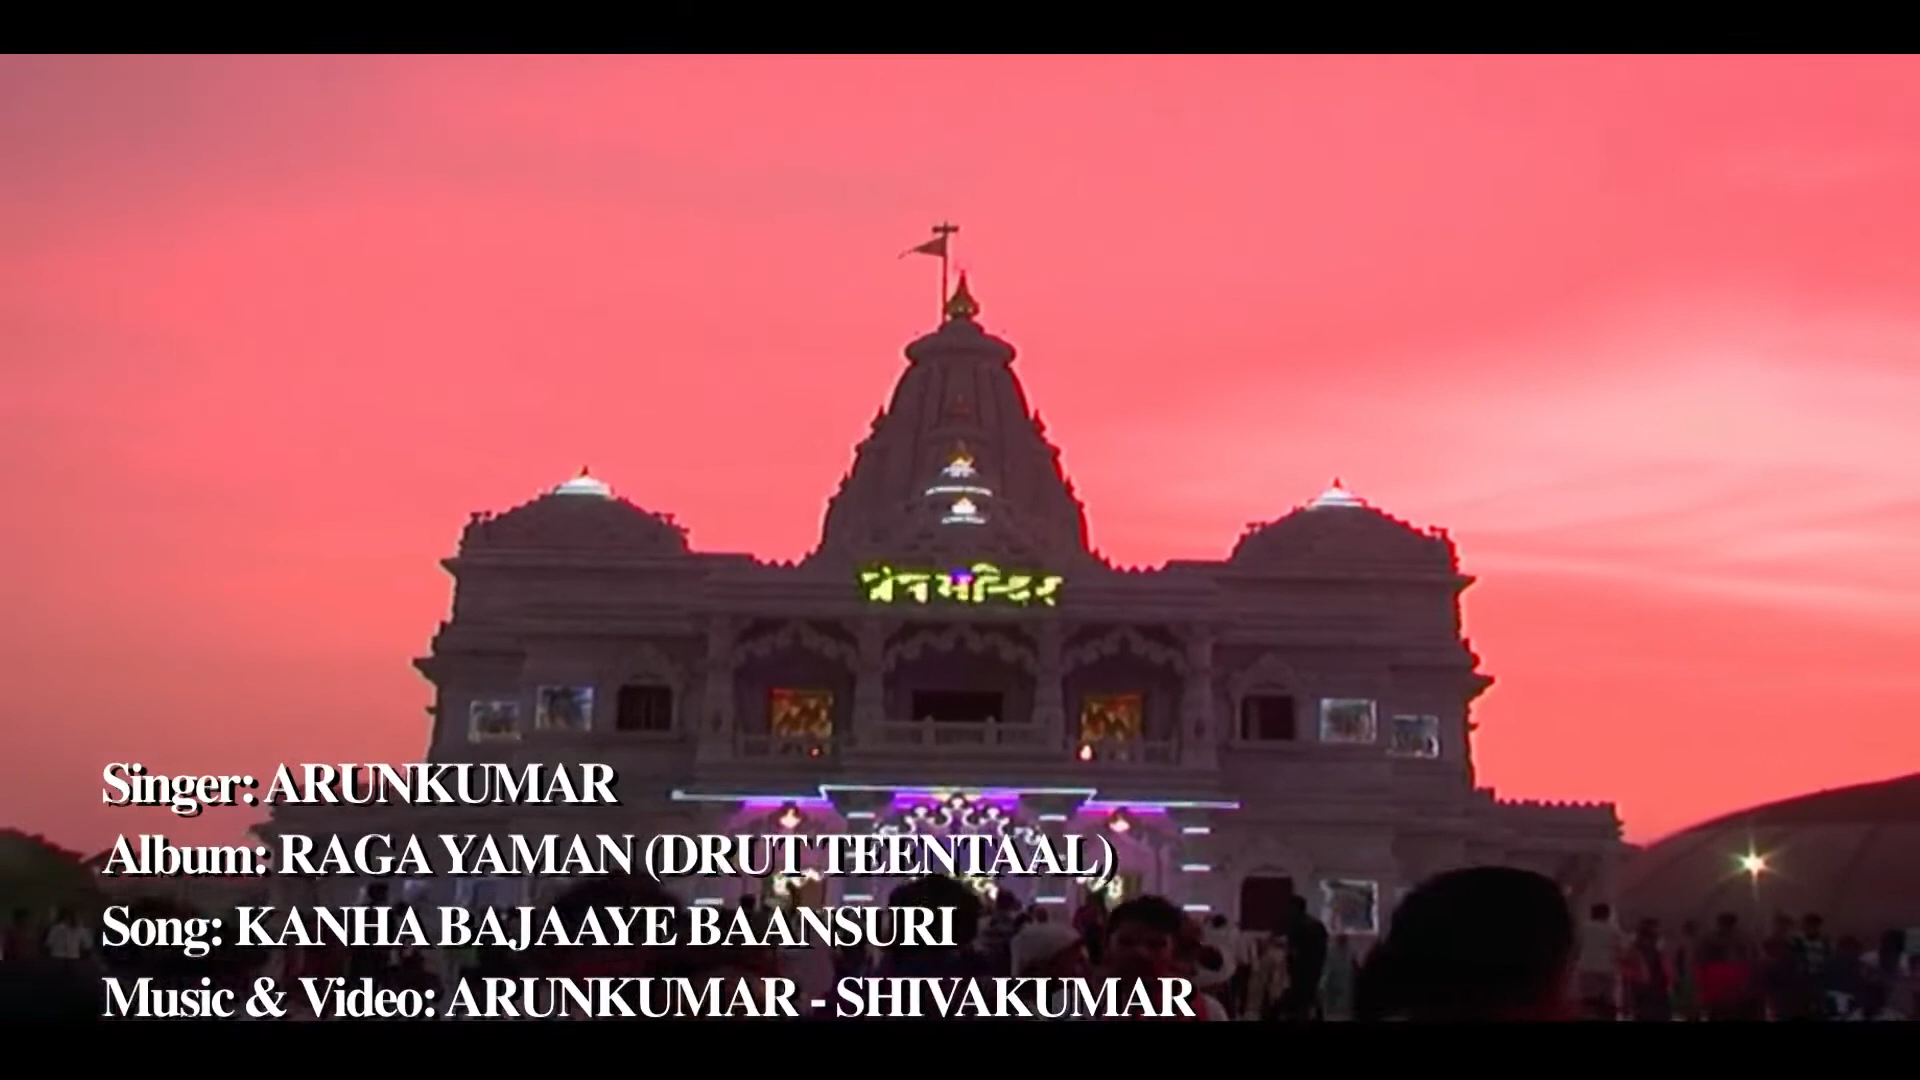 प्रेम मन्दिर
Singer: ARUNKUMAR
Album: RAGA YAMAN (DRUT TEENTAAL)
Song: KANHA BAJAAYE BAANSURI
Music & Video: ARUNKUMAR - SHIVAKUMAR